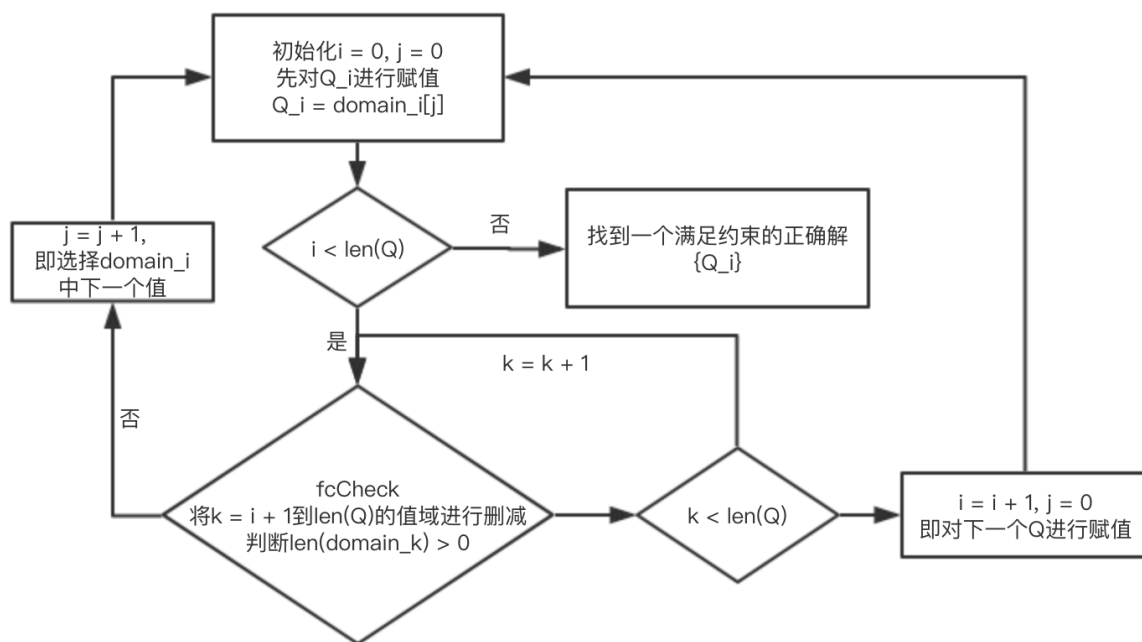 初始化i = 0, j = 0
先对Q_i进行赋值
Q_i = domain_i[j]
j = j + 1,
即选择domain_i
中下一个值
i < len(Q)
否
找到一个满足约束的正确解
{Q_i}
是
k = k + 1
否
fcCheck
将k = i + 1到len(Q)的值域进行删减
判断len(domain_k) > 0
k < len(Q)
i = i + 1, j = 0
即对下一个Q进行赋值